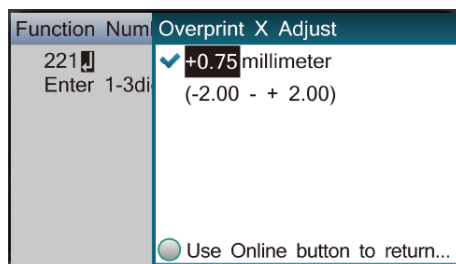 Function Num
Overprint X Adjust
221
Enter 1-3di
+0.75 millimeter
(-2.00 - + 2.00)
Use Online button to return...